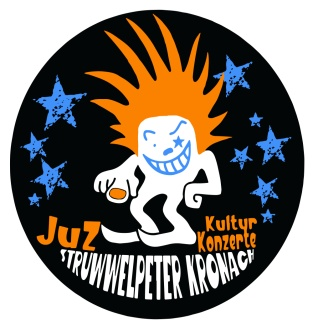 JuZ
Kultur
Konzerte
STRUWWELPETER KRONACH